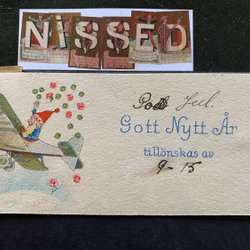 NISSED
God Jul.
Gott Nytt År
tillönskas av
9-15